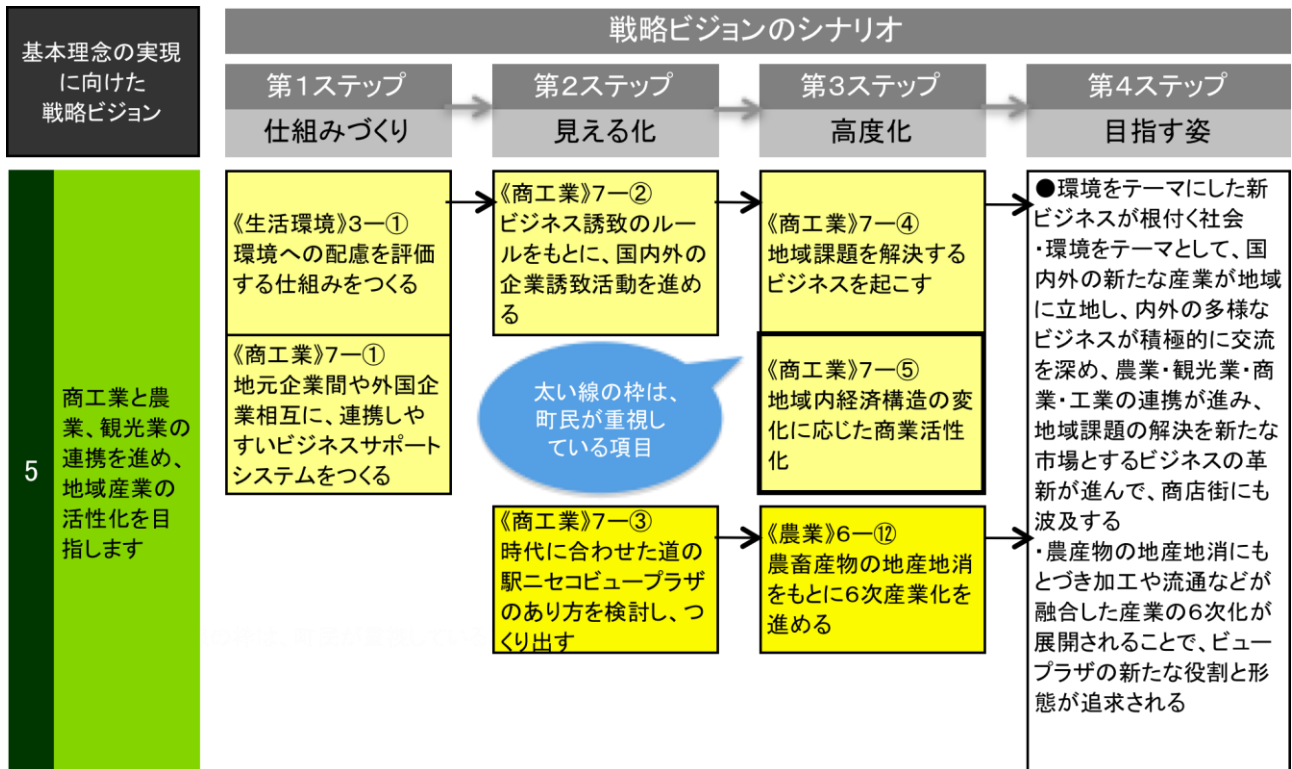 基本理念の実現
に向けた
戦略ビジョン
戦略ビジョンのシナリオ
第1ステップ
仕組みづくり
第2ステップ
見える化
第3ステップ
高度化
第4ステップ
目指す姿
5
商工業と農
業、観光業の
連携を進め、
地域産業の
活性化を目
指します
《生活環境》3―①
環境への配慮を評価
する仕組みをつくる
《商工業》7―①
地元企業間や外国企
業相互に、連携しや
すいビジネスサポート
システムをつくる
《商工業》7―②
ビジネス誘致のルー
ルをもとに、国内外の
企業誘致活動を進め
る
太い線の枠は、
町民が重視し
ている項目
《商工業》7―③
時代に合わせた道の
駅ニセコビュープラザ
のあり方を検討し、つ
くり出す
《商工業》7―④
地域課題を解決する
ビジネスを起こす
《商工業》7―⑤
地域内経済構造の変
化に応じた商業活性
化
《農業》6―⑫
農畜産物の地産地消
をもとに6次産業化を
進める
●環境をテーマにした新
ビジネスが根付く社会
・環境をテーマとして、国
内外の新たな産業が地域
に立地し、内外の多様な
ビジネスが積極的に交流
を深め、農業・観光業・商
業・工業の連携が進み、
地域課題の解決を新たな
市場とするビジネスの革
新が進んで、商店街にも
波及する
・農産物の地産地消にも
とづき加工や流通などが
融合した産業の6次化が
展開されることで、ビュー
プラザの新たな役割と形
態が追求される